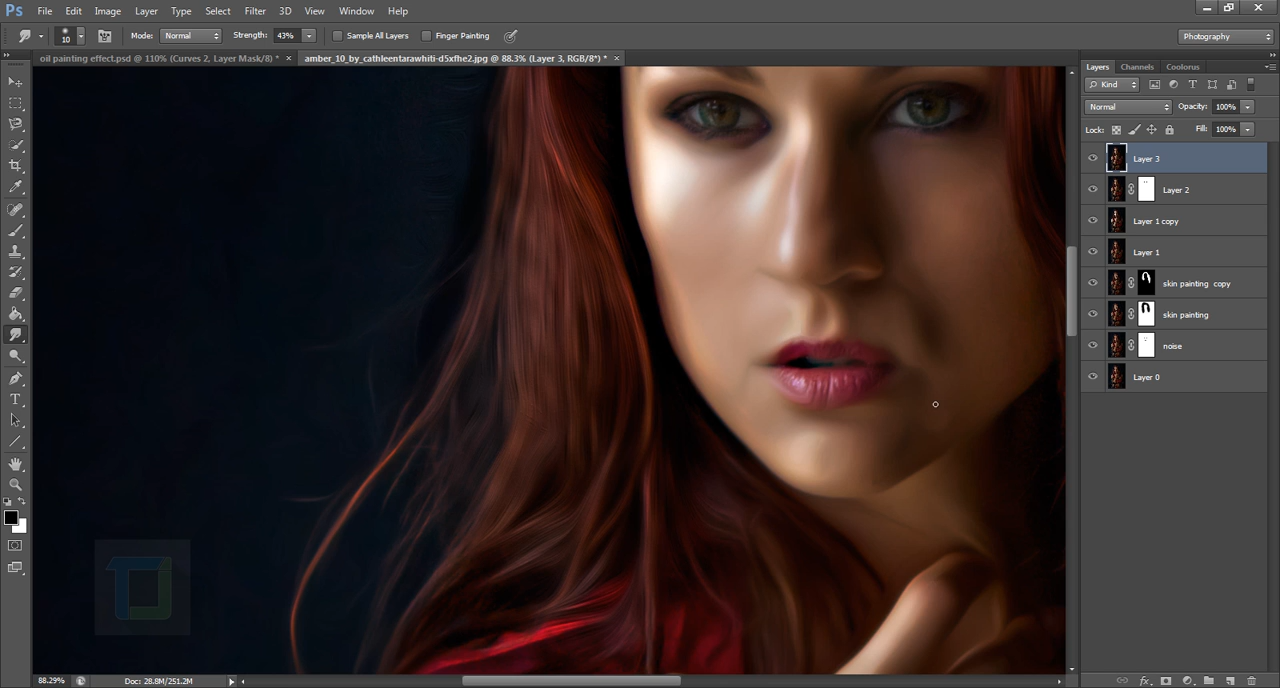 Ps File Edit Image Layer Type Select Filter 3D View Window Help
10 Mode: Normal Strength: 43% Sample All Layers Finger Painting Photography
oil painting effect.psd @ 110% (Curves 2, Layer Mask/8) * × amber_10_by_cathleentarawhiti-d5xfhe2.jpg @ 88.3% (Layer 3, RGB/8*) * ×
Layers Channels Coolorus
Kind
Normal Opacity: 100%
Lock: Fill: 100%
Layer 3
Layer 2
Layer 1 copy
Layer 1
skin painting copy
skin painting
noise
Layer 0
88.29% Doc: 28.8M/251.2M